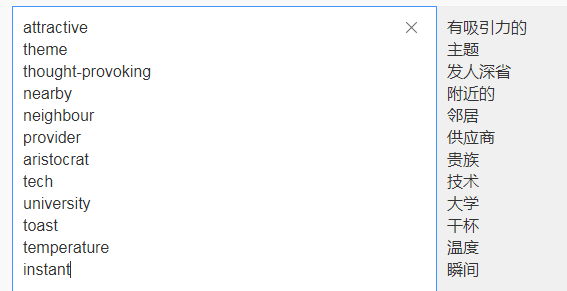 attractive
theme
thought-provoking
nearby
neighbour
provider
aristocrat
tech
university
toast
temperature
instant
有吸引力的
主题
发人深省
附近的
邻居
供应商
贵族
技术
大学
干杯
温度
瞬间